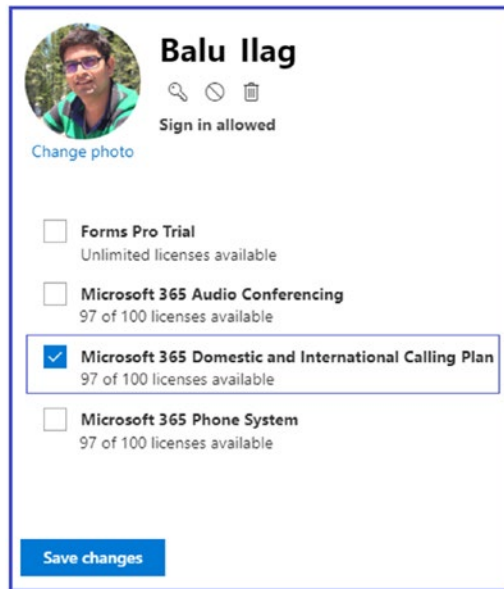 Balu Ilag
Sign in allowed
Change photo
Forms Pro Trial
Unlimited licenses available
Microsoft 365 Audio Conferencing
97 of 100 licenses available
Microsoft 365 Domestic and International Calling Plan
97 of 100 licenses available
Microsoft 365 Phone System
97 of 100 licenses available
Save changes